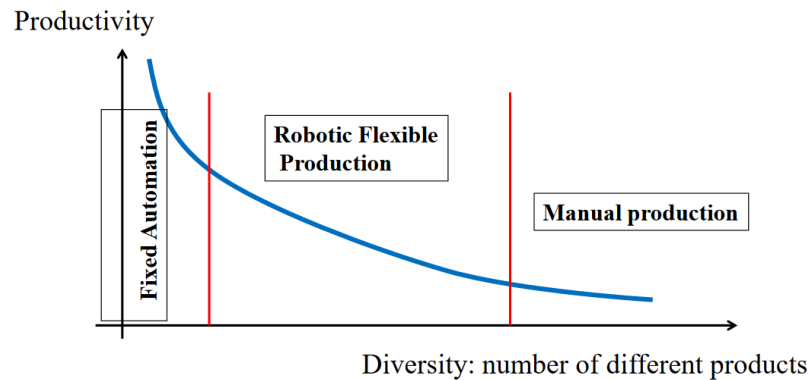 Productivity
Fixed Automation
Robotic Flexible
Production
Manual production
Diversity: number of different products